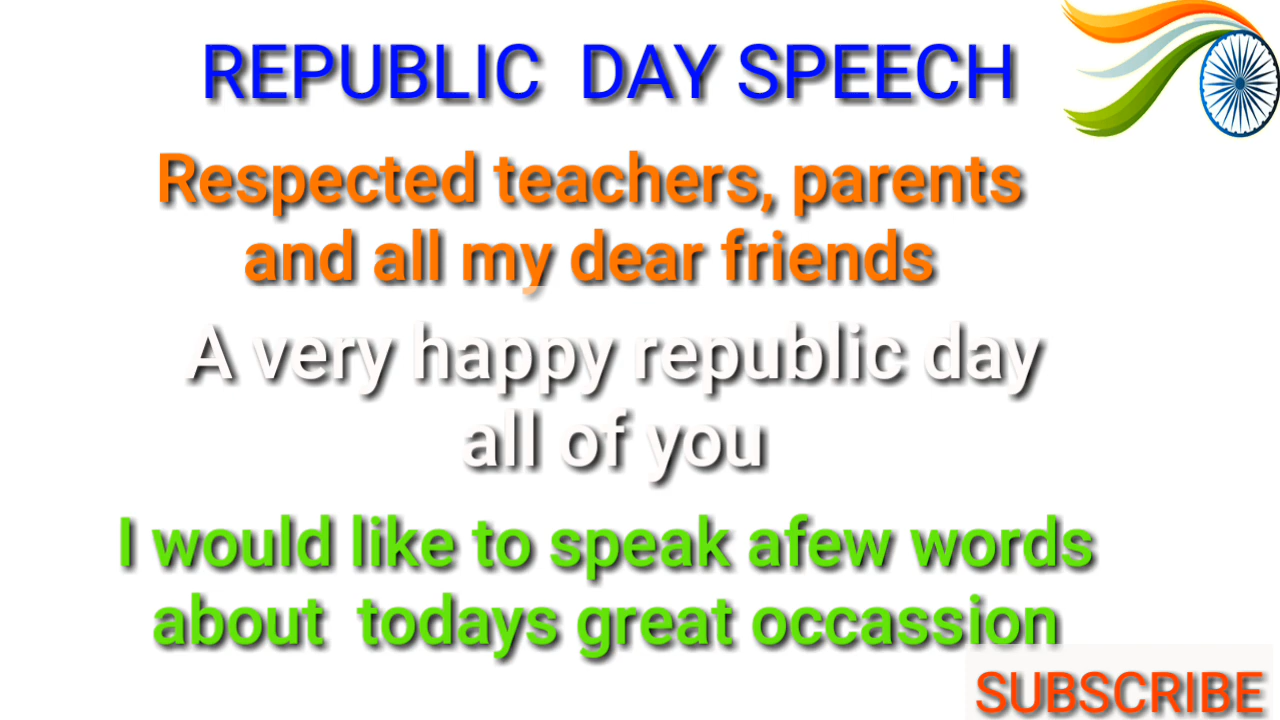 REPUBLIC DAY SPEECH
Respected teachers, parents
and all my dear friends
A very happy republic day
all of you
I would like to speak afew words
about todays great occassion
SUBSCRIBE